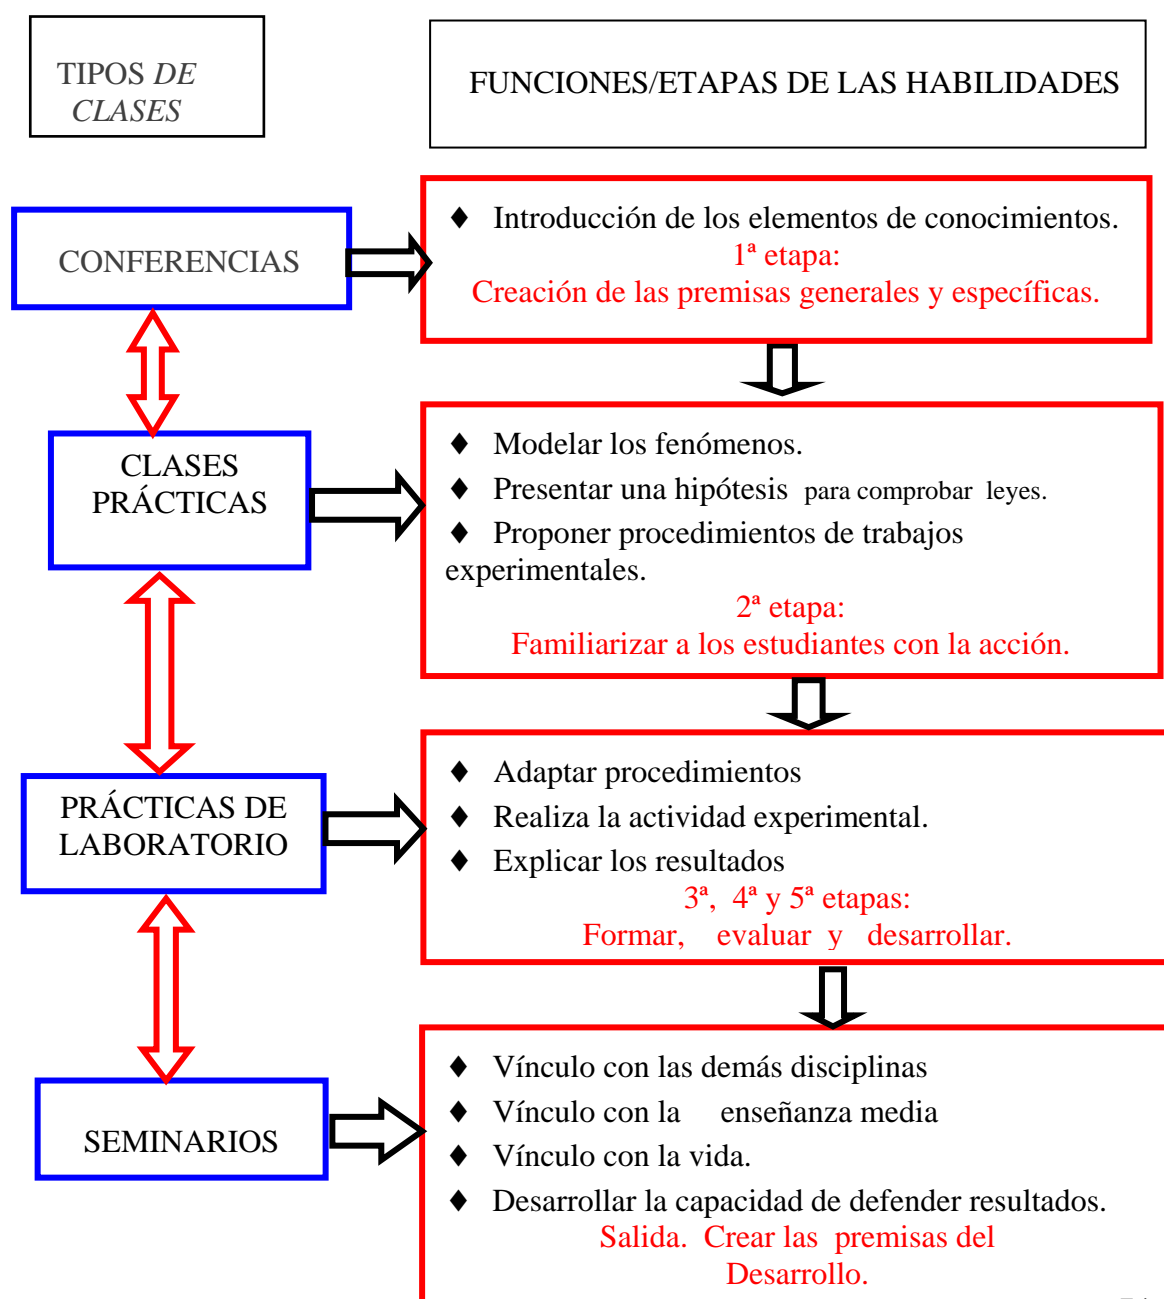 TIPOS DE
CLASES
FUNCIONES/ETAPAS DE LAS HABILIDADES
CONFERENCIAS
♦ Introducción de los elementos de conocimientos.
1ª etapa:
Creación de las premisas generales y específicas.
CLASES
PRÁCTICAS
♦ Modelar los fenómenos.
♦ Presentar una hipótesis para comprobar leyes.
♦ Proponer procedimientos de trabajos
experimentales.
2ª etapa:
Familiarizar a los estudiantes con la acción.
PRÁCTICAS DE
LABORATORIO
♦ Adaptar procedimientos
♦ Realiza la actividad experimental.
♦ Explicar los resultados
3ª, 4ª y 5ª etapas:
Formar, evaluar y desarrollar.
SEMINARIOS
♦ Vínculo con las demás disciplinas
♦ Vínculo con la enseñanza media
♦ Vínculo con la vida.
♦ Desarrollar la capacidad de defender resultados.
Salida. Crear las premisas del
Desarrollo.